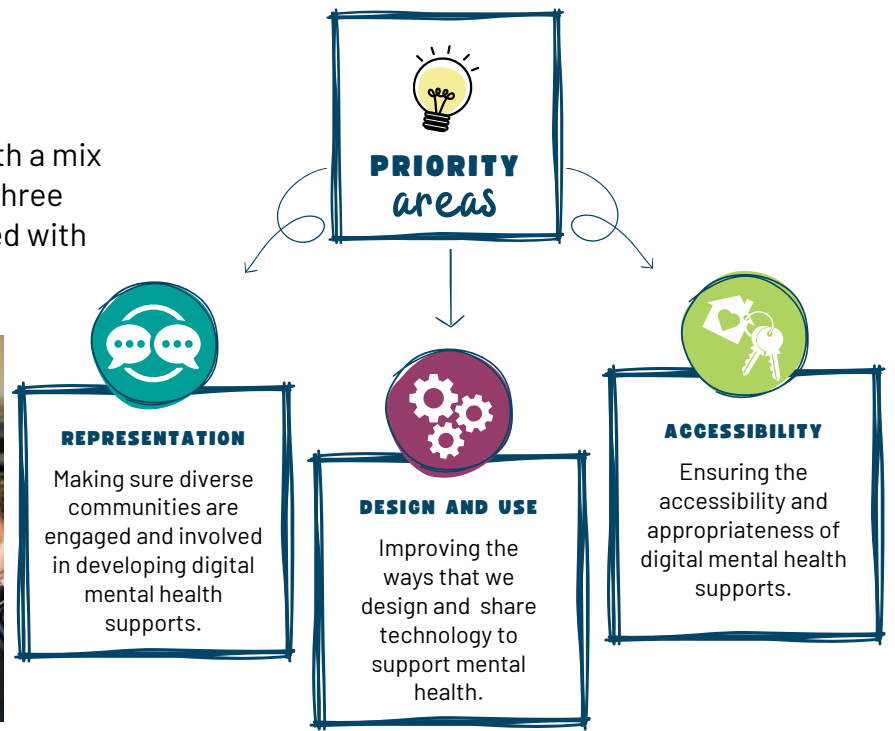 th a mix
hree
ed with
PRIORITY
areas
REPRESENTATION
Making sure diverse
communities are
engaged and involved
in developing digital
mental health
supports.
DESIGN AND USE
Improving the
ways that we
design and share
technology to
support mental
health.
ACCESSIBILITY
Ensuring the
accessibility and
appropriateness of
digital mental health
supports.